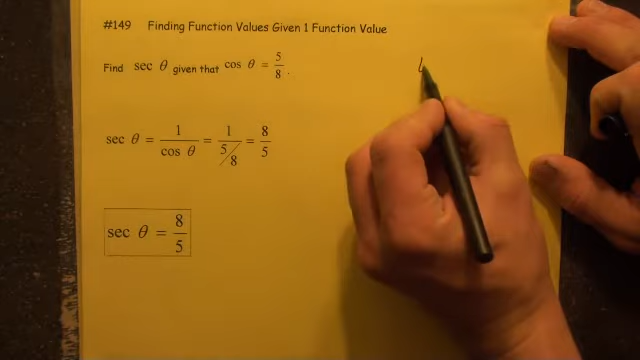 #149 Finding Function Values Given 1 Function Value
Find sec θ given that cos θ = 5/8 .
sec θ = 1/cos θ = 1/(5/8) = 8/5
sec θ = 8/5